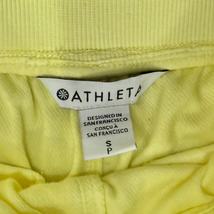 ATHLETA
DESIGNED IN
SAN FRANCISCO
CONÇU À
SAN FRANCISCO
S
P